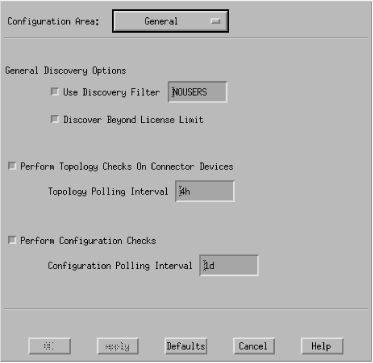 Configuration Area: General
General Discovery Options
Use Discovery Filter NOUSERS
Discover Beyond License Limit
Perform Topology Checks On Connector Devices
Topology Polling Interval 4h
Perform Configuration Checks
Configuration Polling Interval 1d
OK Apply Defaults Cancel Help